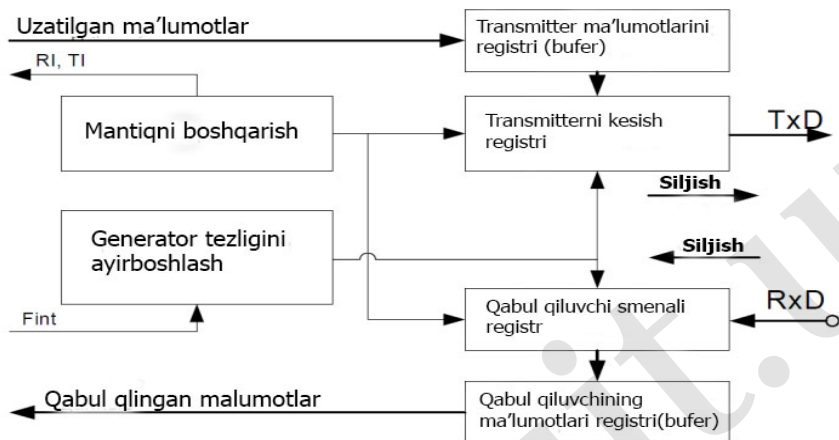 Uzatilgan ma'lumotlar
Transmitter ma'lumotlarini
registri (bufer)
RI, TI
Mantiqni boshqarish
Transmitterni kesish
registri
TxD
Siljish
Generator tezligini
ayirboshlash
Siljish
Fint
Qabul qiluvchi smenali
registr
RxD
Qabul qlingan malumotlar
Qabul qiluvchining
ma'lumotlari registri(bufer)